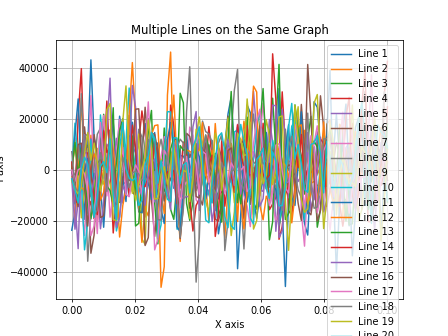 Multiple Lines on the Same Graph
40000
20000
0
−20000
−40000
0.00
0.02
0.04
0.06
X axis
Line 1
Line 2
Line 3
Line 4
Line 5
Line 6
Line 7
Line 8
Line 9
Line 10
Line 11
Line 12
Line 13
Line 14
Line 15
Line 16
Line 17
Line 18
Line 19
Line 20